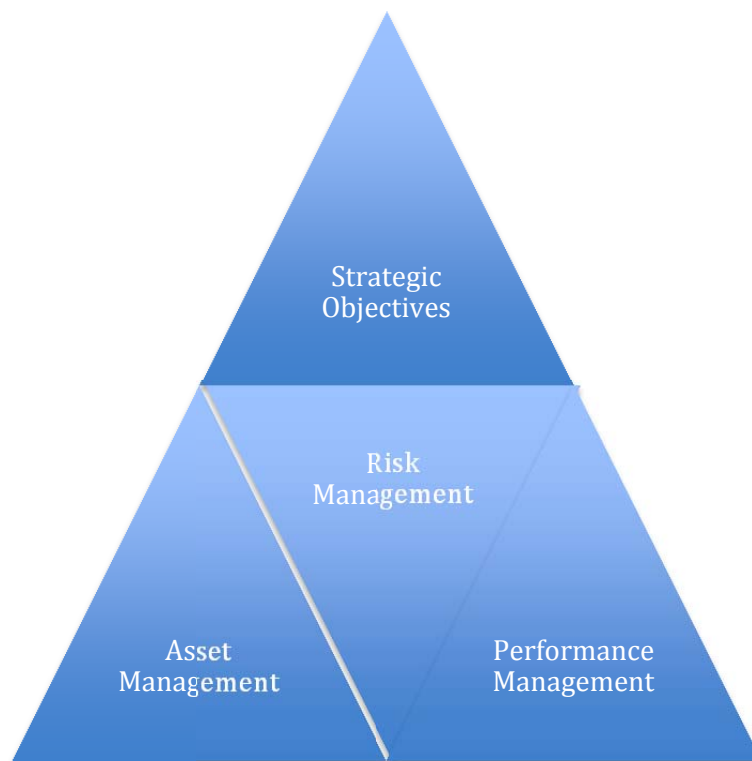 Strategic
Objectives
Risk
Management
Asset
Management
Performance
Management